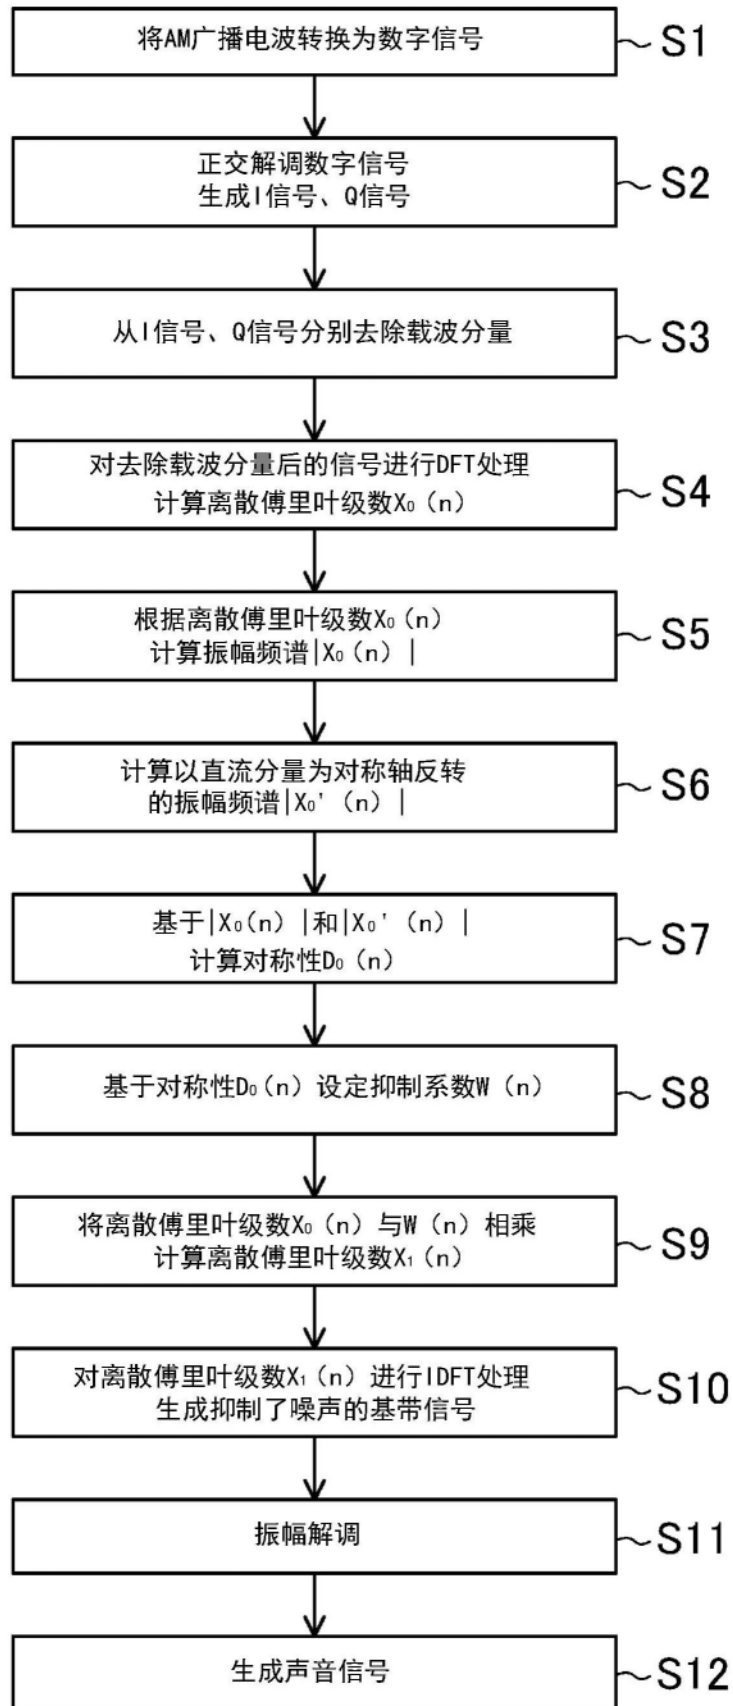 将AM广播电波转换为数字信号
S1
正交解调数字信号
生成I信号、Q信号
S2
从I信号、Q信号分别去除载波分量
S3
对去除载波分量后的信号进行DFT处理
计算离散傅里叶级数X₀（n）
S4
根据离散傅里叶级数X₀（n）
计算振幅频谱|X₀（n）|
S5
计算以直流分量为对称轴反转
的振幅频谱|X₀'（n）|
S6
基于|X₀(n）|和|X₀'（n）|
计算对称性D₀（n）
S7
基于对称性D₀（n）设定抑制系数W（n）
S8
将离散傅里叶级数X₀（n）与W（n）相乘
计算离散傅里叶级数X₁（n）
S9
对离散傅里叶级数X₁（n）进行IDFT处理
生成抑制了噪声的基带信号
S10
振幅解调
S11
生成声音信号
S12